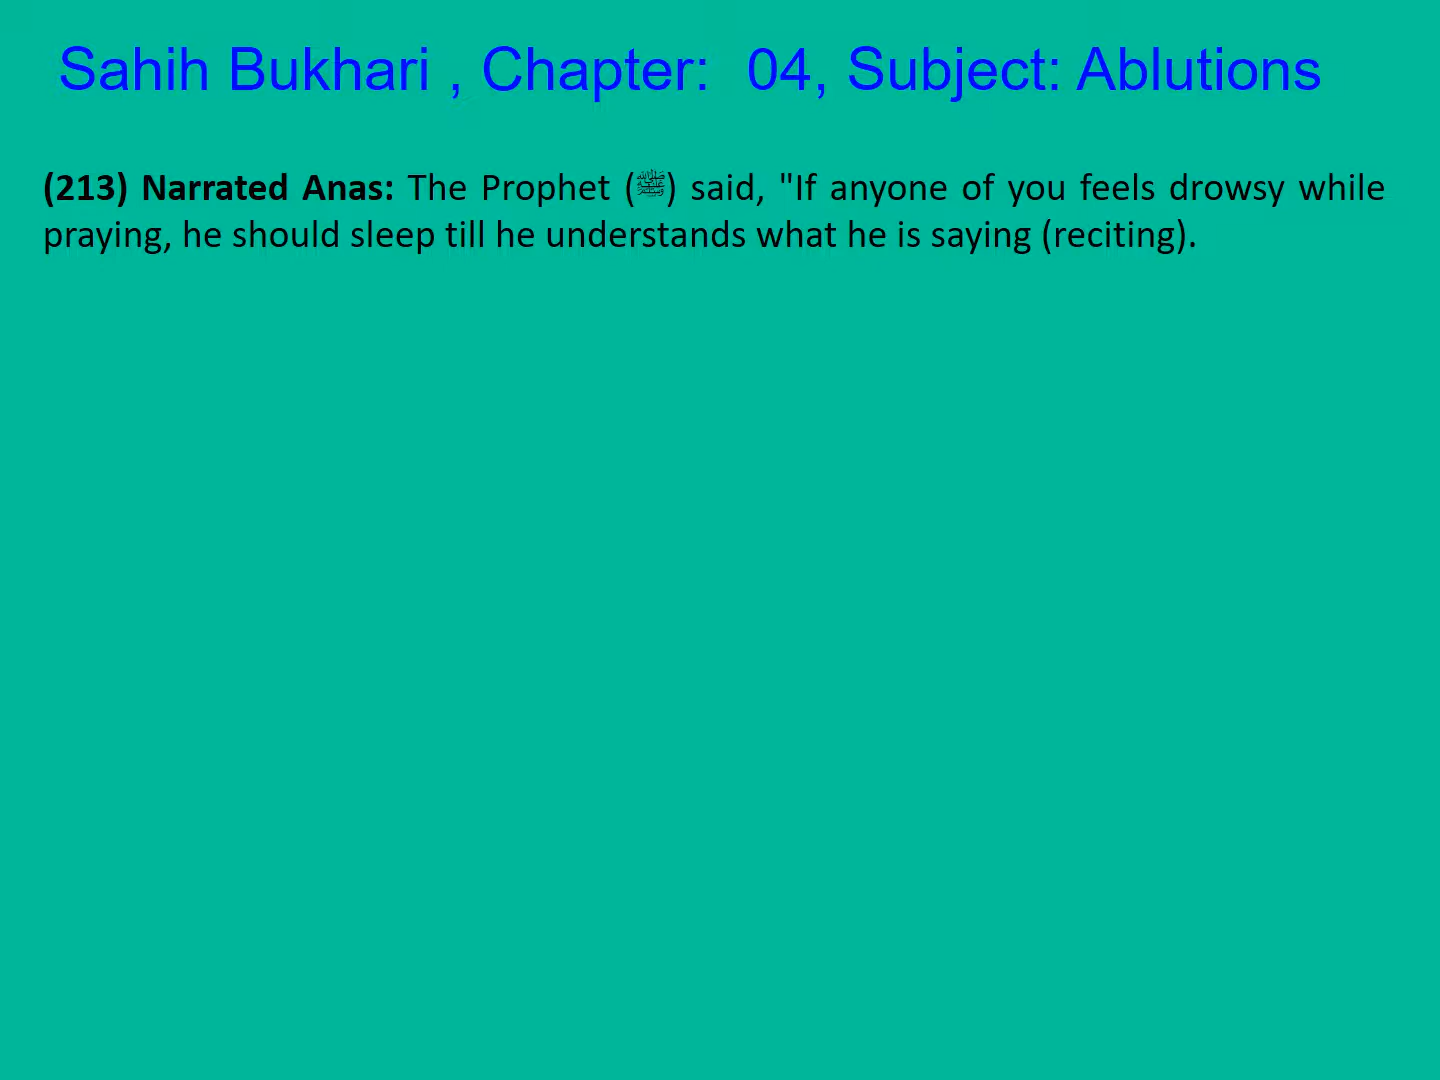 Sahih Bukhari , Chapter:  04, Subject: Ablutions
(213) Narrated Anas: The Prophet (ﷺ) said, "If anyone of you feels drowsy while
praying, he should sleep till he understands what he is saying (reciting).